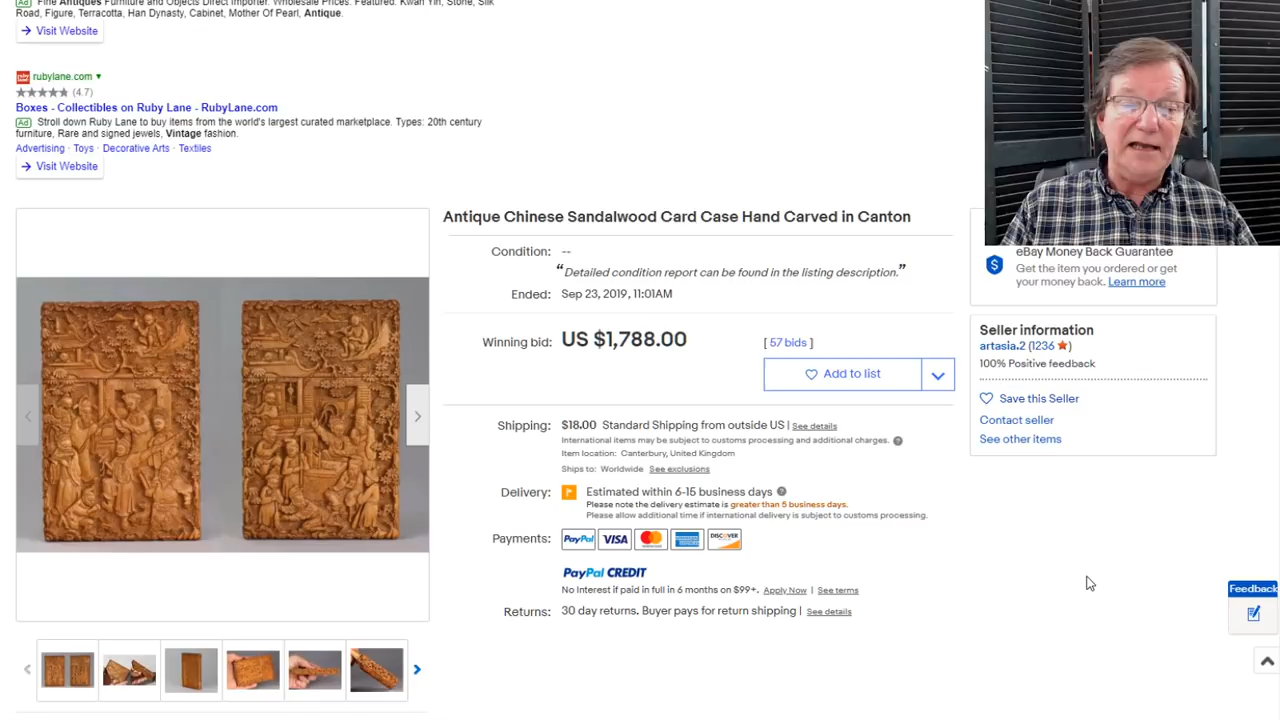 Ad Fine Antiques Furniture and Objects Direct Importer. Wholesale Prices. Featured: Kwan Yin, Stone, Silk
Road, Figure, Terracotta, Han Dynasty, Cabinet, Mother Of Pearl, Antique.
Visit Website
rubylane.com
(4.7)
Boxes - Collectibles on Ruby Lane - RubyLane.com
Ad Stroll down Ruby Lane to buy items from the world's largest curated marketplace. Types: 20th century
furniture, Rare and signed jewels, Vintage fashion.
Advertising · Toys · Decorative Arts · Textiles
Visit Website
Antique Chinese Sandalwood Card Case Hand Carved in Canton
Condition: --
“Detailed condition report can be found in the listing description.”
Ended: Sep 23, 2019, 11:01AM
Winning bid: US $1,788.00 [ 57 bids ]
Add to list
Shipping: $18.00 Standard Shipping from outside US | See details
International items may be subject to customs processing and additional charges.
Item location: Canterbury, United Kingdom
Ships to: Worldwide See exclusions
Delivery: Estimated within 6-15 business days
Please note the delivery estimate is greater than 5 business days.
Please allow additional time if international delivery is subject to customs processing.
Payments: PayPal VISA MasterCard AMERICAN EXPRESS DISCOVER
PayPal CREDIT
No Interest if paid in full in 6 months on $99+. Apply Now | See terms
Returns: 30 day returns. Buyer pays for return shipping | See details
eBay Money Back Guarantee
Get the item you ordered or get
your money back. Learn more
Seller information
artasia.2 (1236)
100% Positive feedback
Save this Seller
Contact seller
See other items
Feedback